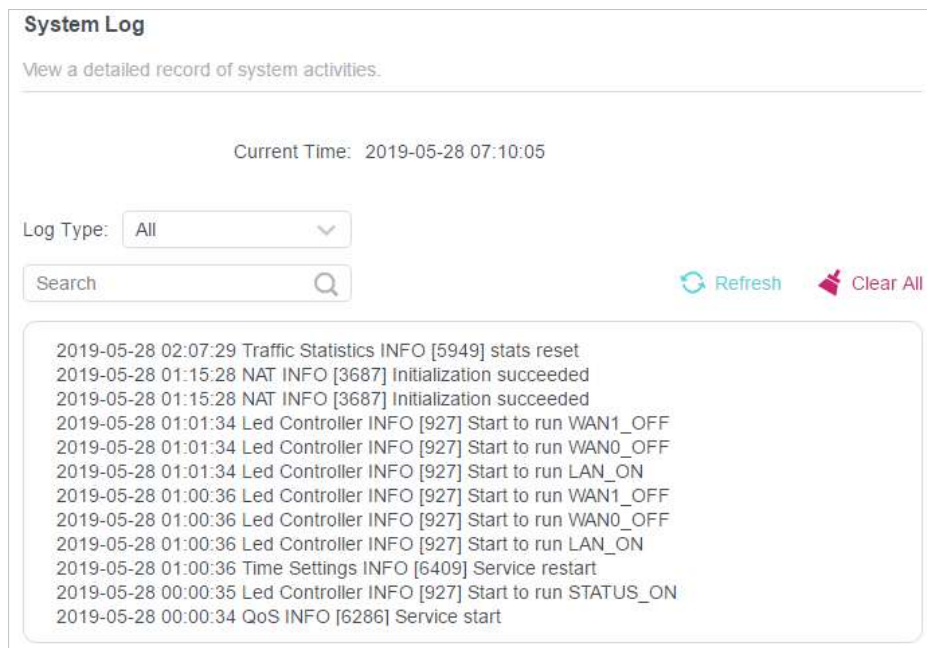 System Log
View a detailed record of system activities.
Current Time: 2019-05-28 07:10:05
Log Type: All
Search
Refresh Clear All
2019-05-28 02:07:29 Traffic Statistics INFO [5949] stats reset
2019-05-28 01:15:28 NAT INFO [3687] Initialization succeeded
2019-05-28 01:15:28 NAT INFO [3687] Initialization succeeded
2019-05-28 01:01:34 Led Controller INFO [927] Start to run WAN1_OFF
2019-05-28 01:01:34 Led Controller INFO [927] Start to run WAN0_OFF
2019-05-28 01:01:34 Led Controller INFO [927] Start to run LAN_ON
2019-05-28 01:00:36 Led Controller INFO [927] Start to run WAN1_OFF
2019-05-28 01:00:36 Led Controller INFO [927] Start to run WAN0_OFF
2019-05-28 01:00:36 Led Controller INFO [927] Start to run LAN_ON
2019-05-28 01:00:36 Time Settings INFO [6409] Service restart
2019-05-28 00:00:35 Led Controller INFO [927] Start to run STATUS_ON
2019-05-28 00:00:34 QoS INFO [6286] Service start